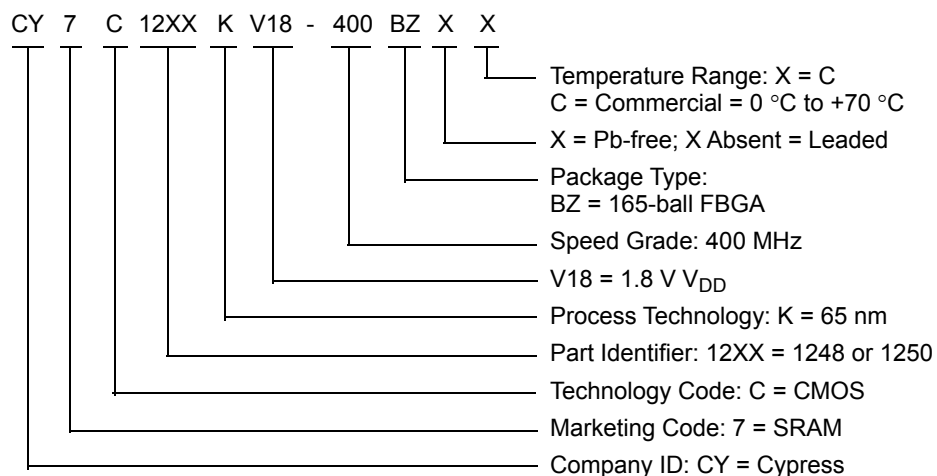 CY 7 C 12XX K V18 - 400 BZ X X
Temperature Range: X = C
C = Commercial = 0 °C to +70 °C
X = Pb-free; X Absent = Leaded
Package Type:
BZ = 165-ball FBGA
Speed Grade: 400 MHz
V18 = 1.8 V VDD
Process Technology: K = 65 nm
Part Identifier: 12XX = 1248 or 1250
Technology Code: C = CMOS
Marketing Code: 7 = SRAM
Company ID: CY = Cypress